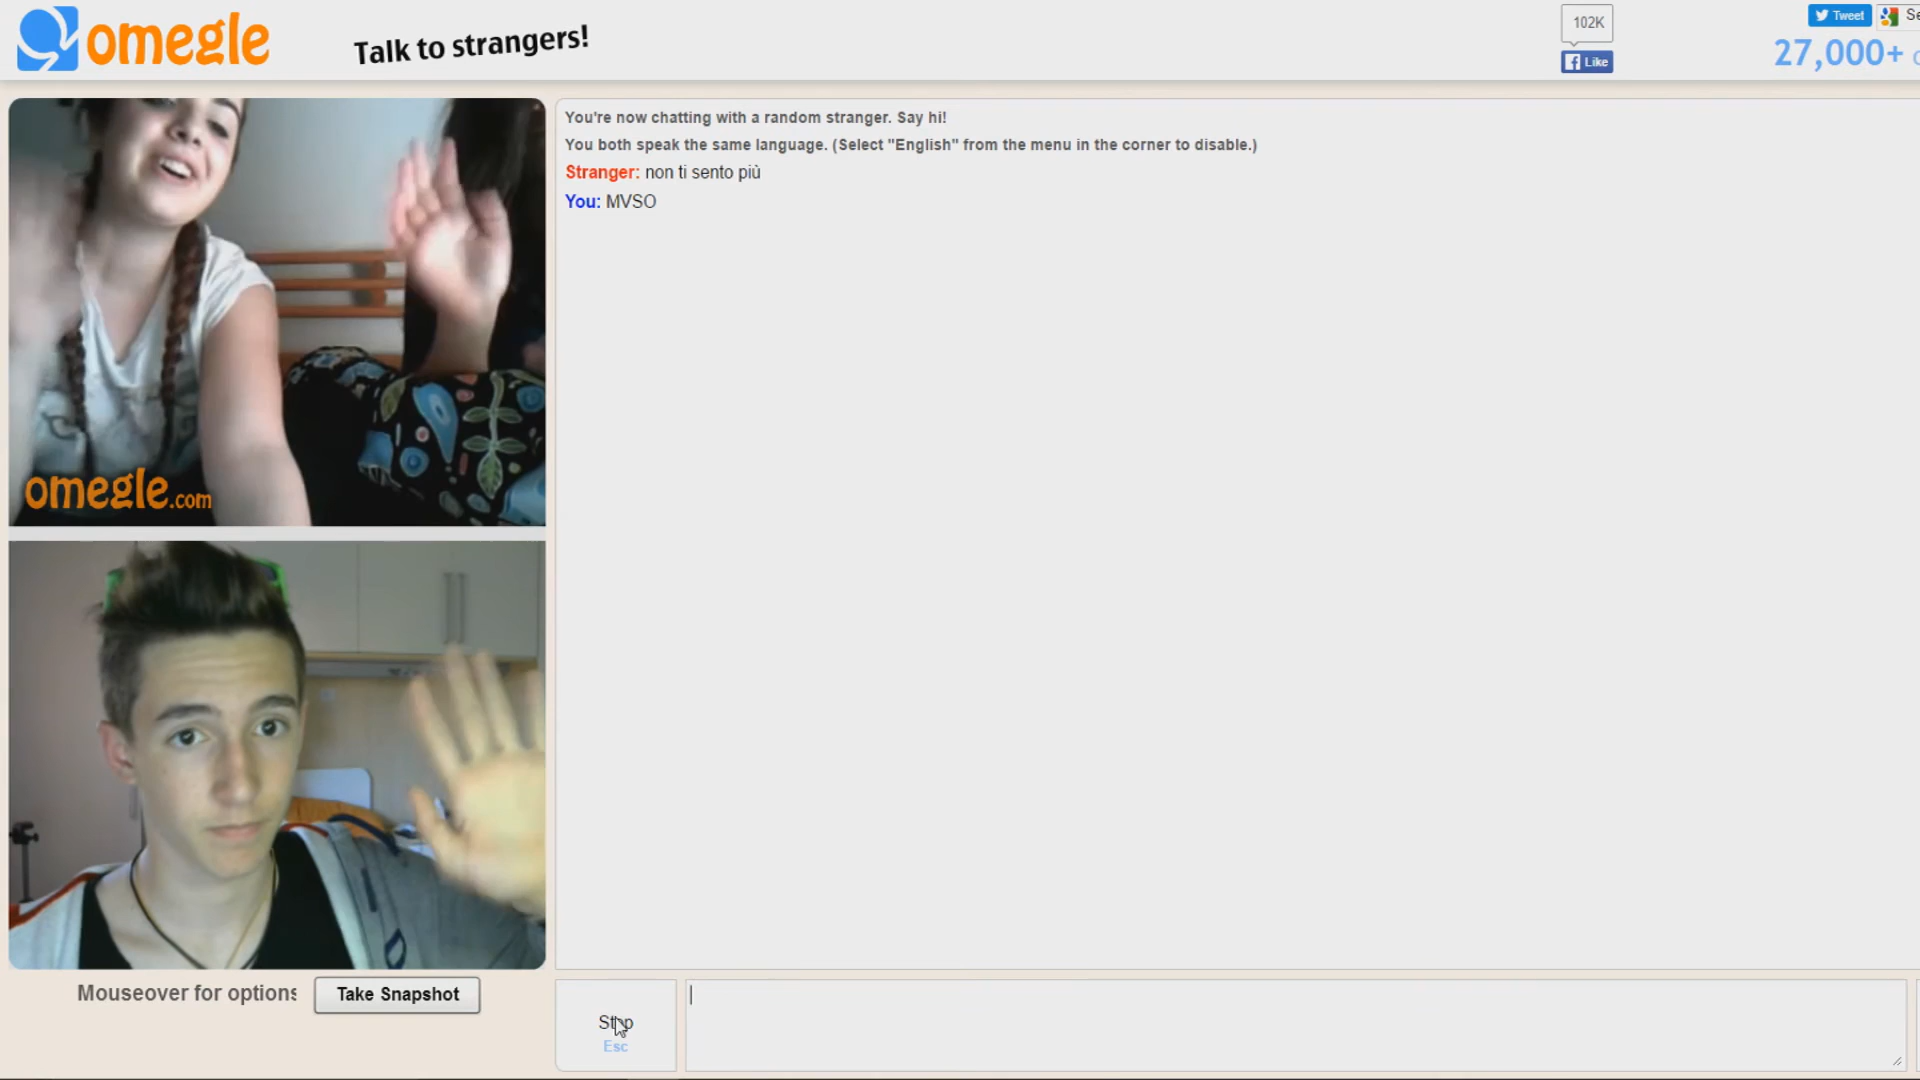 omegle
Talk to strangers!
102K
Like
Tweet
27,000+
You're now chatting with a random stranger. Say hi!
You both speak the same language. (Select "English" from the menu in the corner to disable.)
Stranger: non ti sento più
You: MVSO
omegle.com
Mouseover for options
Take Snapshot
Stop
Esc